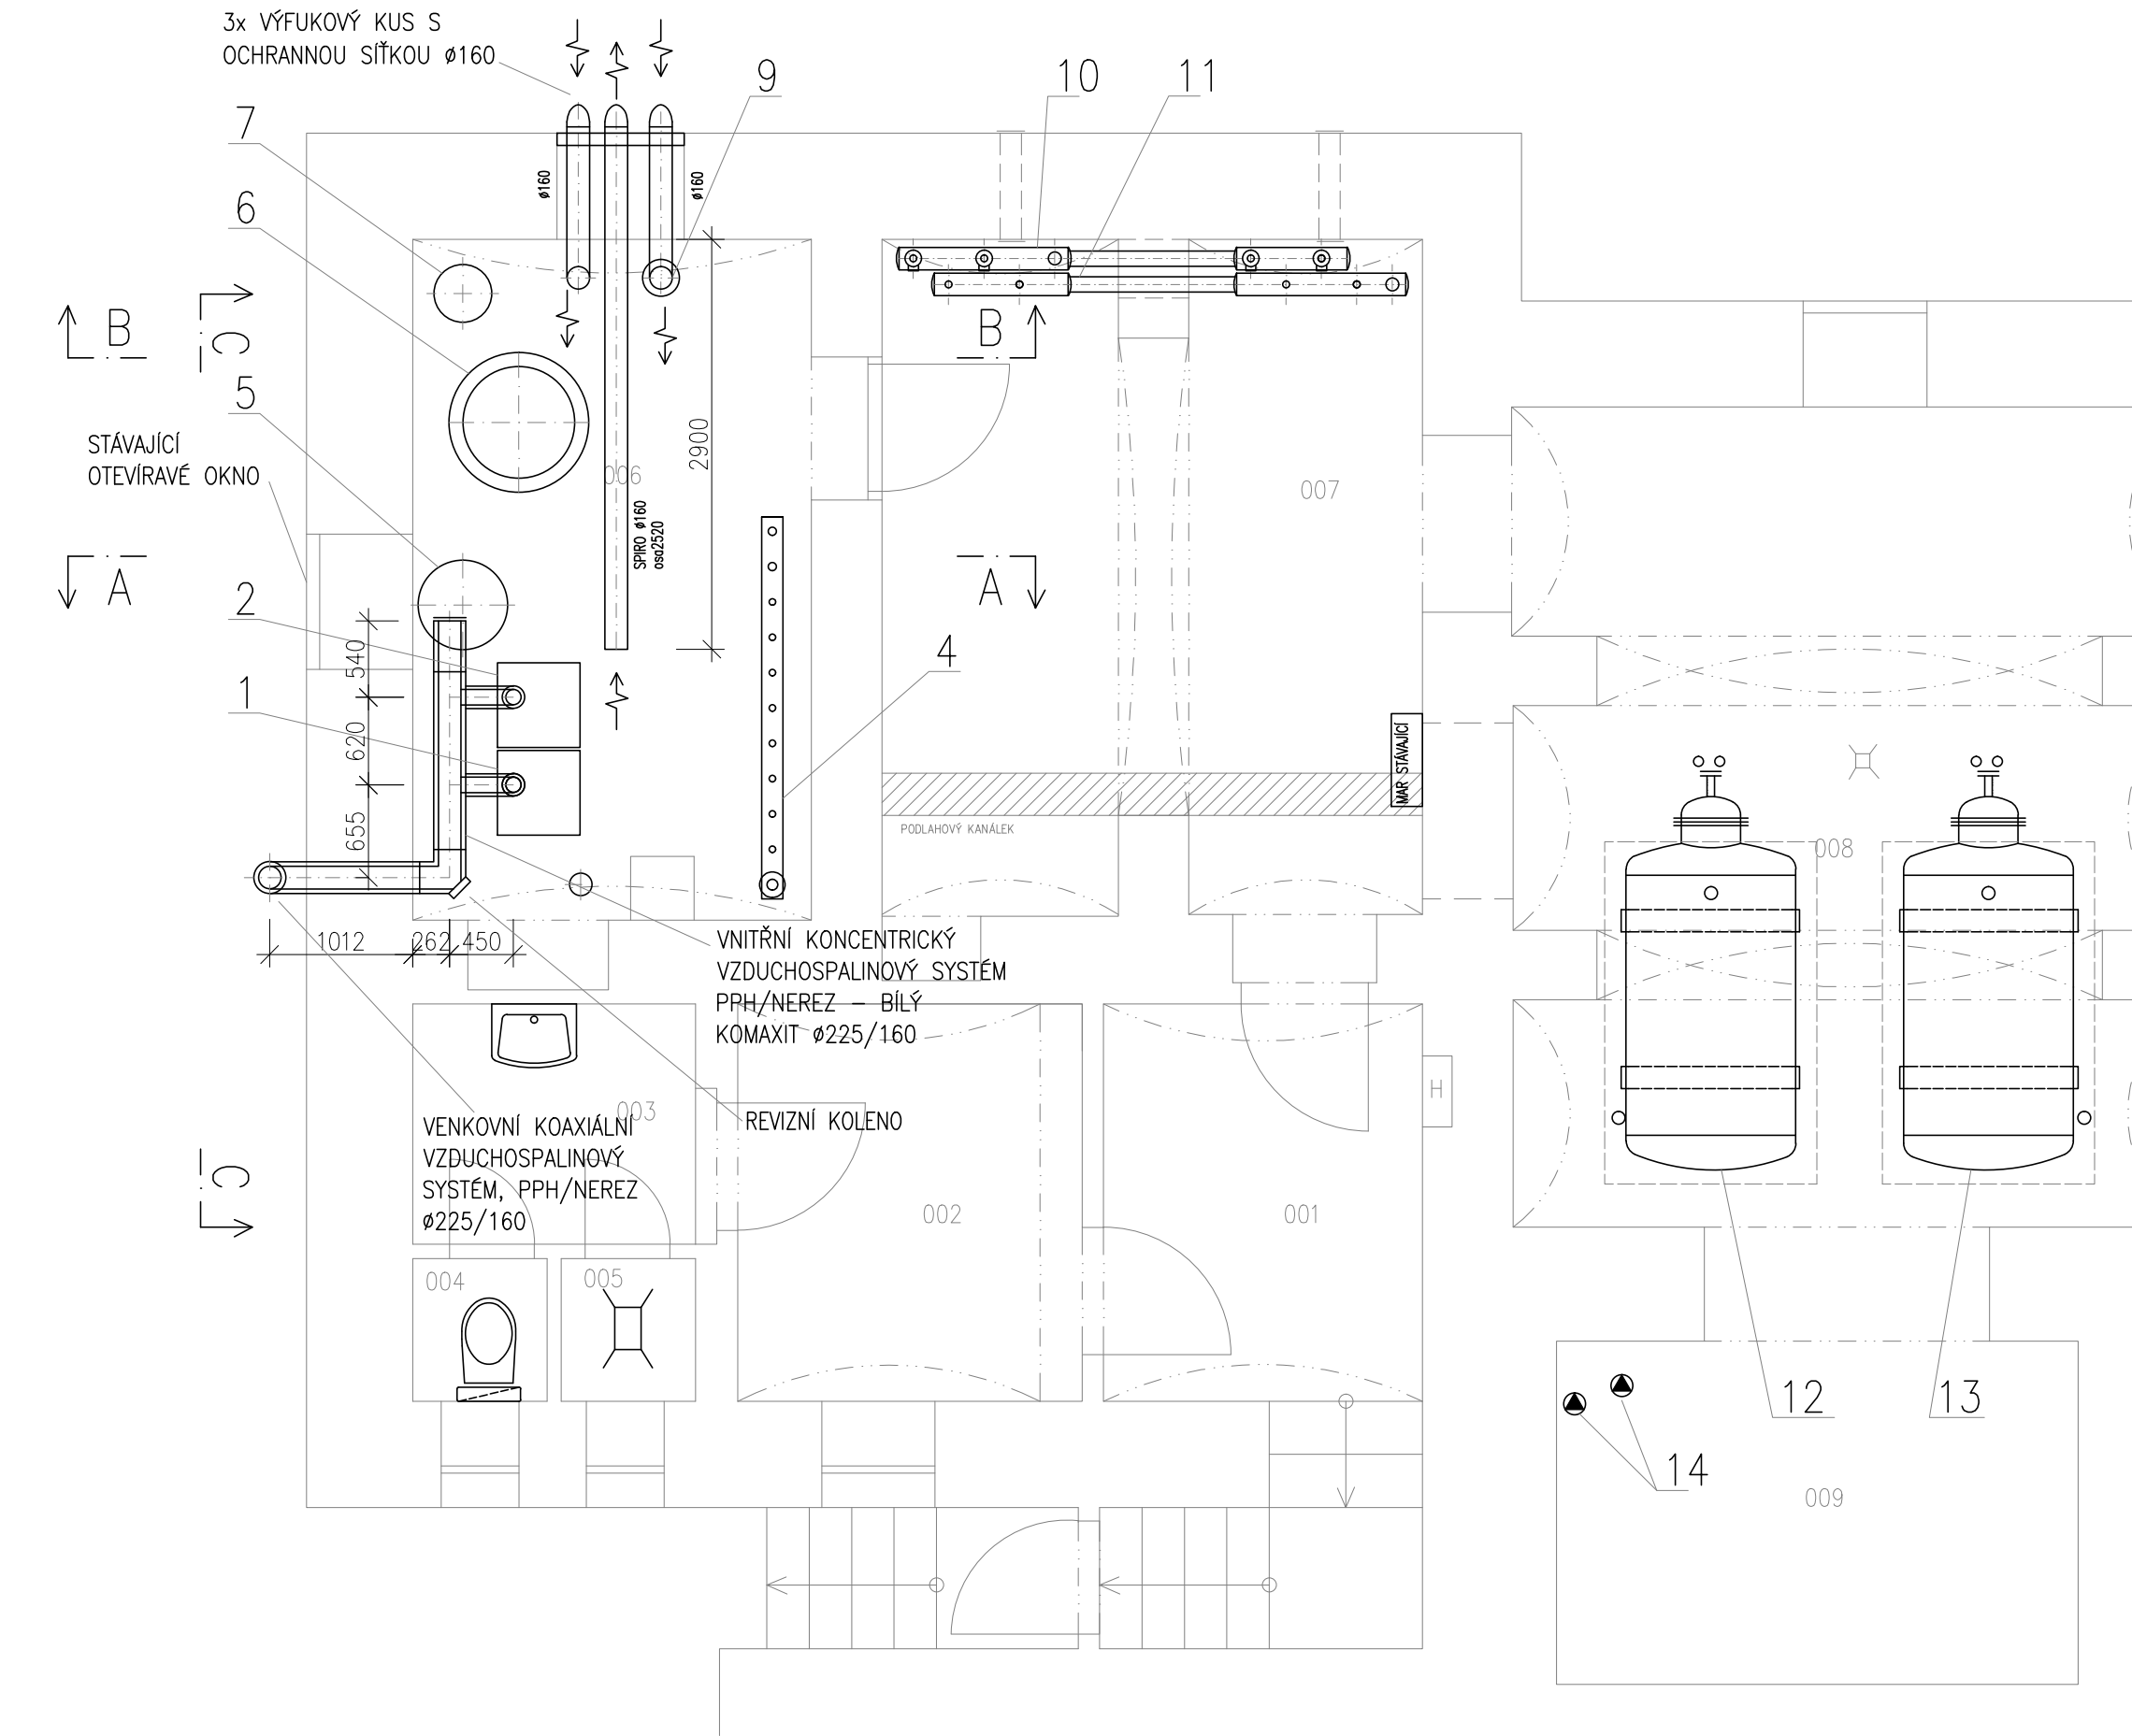 3x VÝFUKOVÝ KUS S
OCHRANNOU SÍŤKOU ø160
7
6
5
2
1
9
10
11
4
B
C
B
A
A
C
STÁVAJÍCÍ
OTEVÍRAVÉ OKNO
ø160
ø160
2900
006
SPIRO ø160
osa2520
007
540
620
655
1012
262
450
MAR STÁVAJÍCÍ
PODLAHOVÝ KANÁLEK
008
VNITŘNÍ KONCENTRICKÝ
VZDUCHOSPALINOVÝ SYSTÉM
PPH/NEREZ – BÍLÝ
KOMAXIT ø225/160
REVIZNÍ KOLENO
003
VENKOVNÍ KOAXIÁLNÍ
VZDUCHOSPALINOVÝ
SYSTÉM, PPH/NEREZ
ø225/160
H
002
001
004
005
12
13
14
009